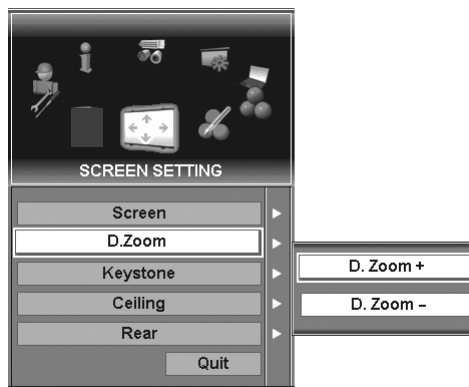 SCREEN SETTING
Screen
D.Zoom
Keystone
Ceiling
Rear
Quit
D. Zoom +
D. Zoom –